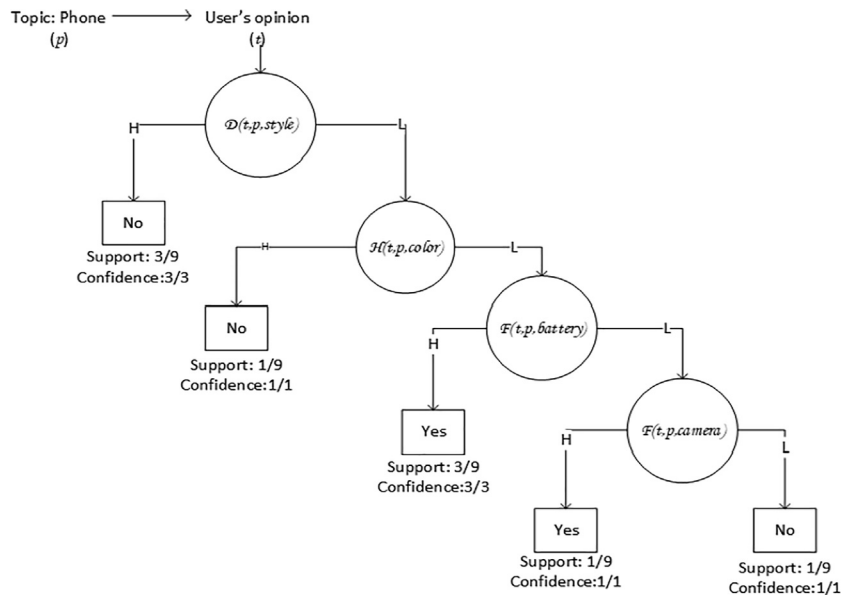 Topic: Phone
User's opinion
(p)
(t)
D(t,p,style)
H
L
No
Support: 3/9
Confidence:3/3
H(t,p,color)
H
L
No
Support: 1/9
Confidence:1/1
F(t,p,battery)
H
L
Yes
Support: 3/9
Confidence:3/3
F(t,p,camera)
H
L
Yes
Support: 1/9
Confidence:1/1
No
Support: 1/9
Confidence:1/1